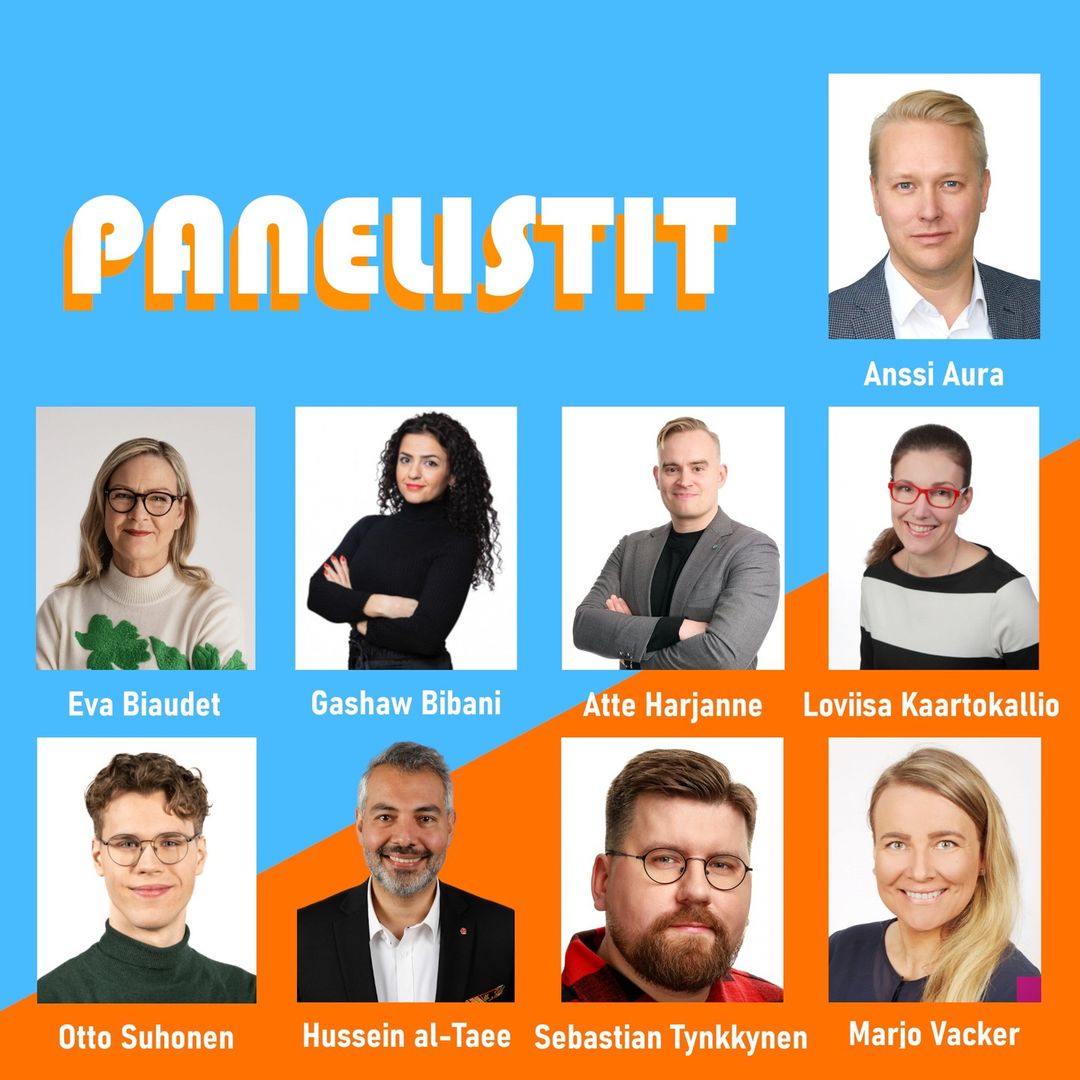 PANELISTIT
Anssi Aura
Eva Biaudet
Gashaw Bibani
Atte Harjanne
Loviisa Kaartokallio
Otto Suhonen
Hussein al-Taee
Sebastian Tynkkynen
Marjo Vacker